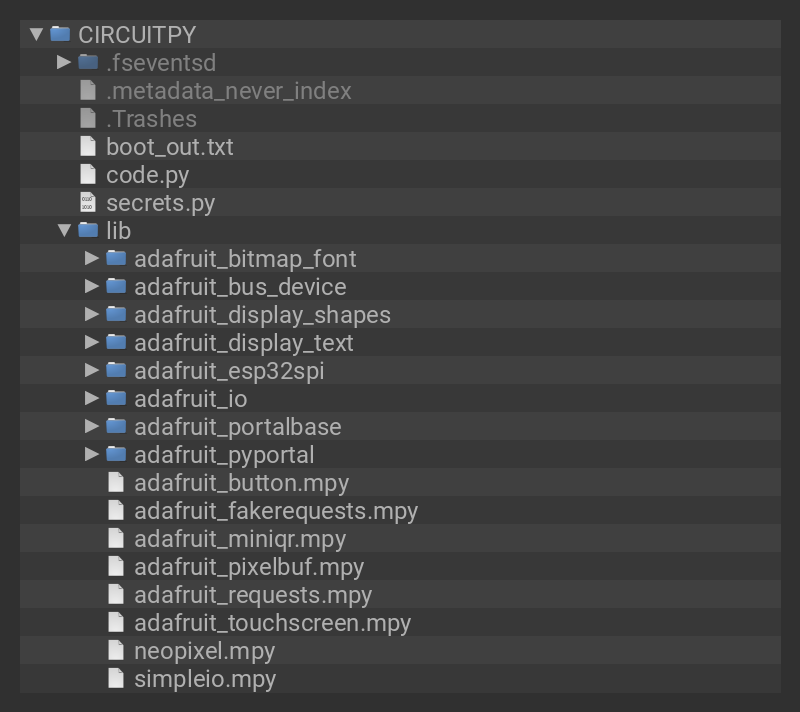 CIRCUITPY
.fseventsd
.metadata_never_index
.Trashes
boot_out.txt
code.py
secrets.py
lib
adafruit_bitmap_font
adafruit_bus_device
adafruit_display_shapes
adafruit_display_text
adafruit_esp32spi
adafruit_io
adafruit_portalbase
adafruit_pyportal
adafruit_button.mpy
adafruit_fakerequests.mpy
adafruit_miniqr.mpy
adafruit_pixelbuf.mpy
adafruit_requests.mpy
adafruit_touchscreen.mpy
neopixel.mpy
simpleio.mpy